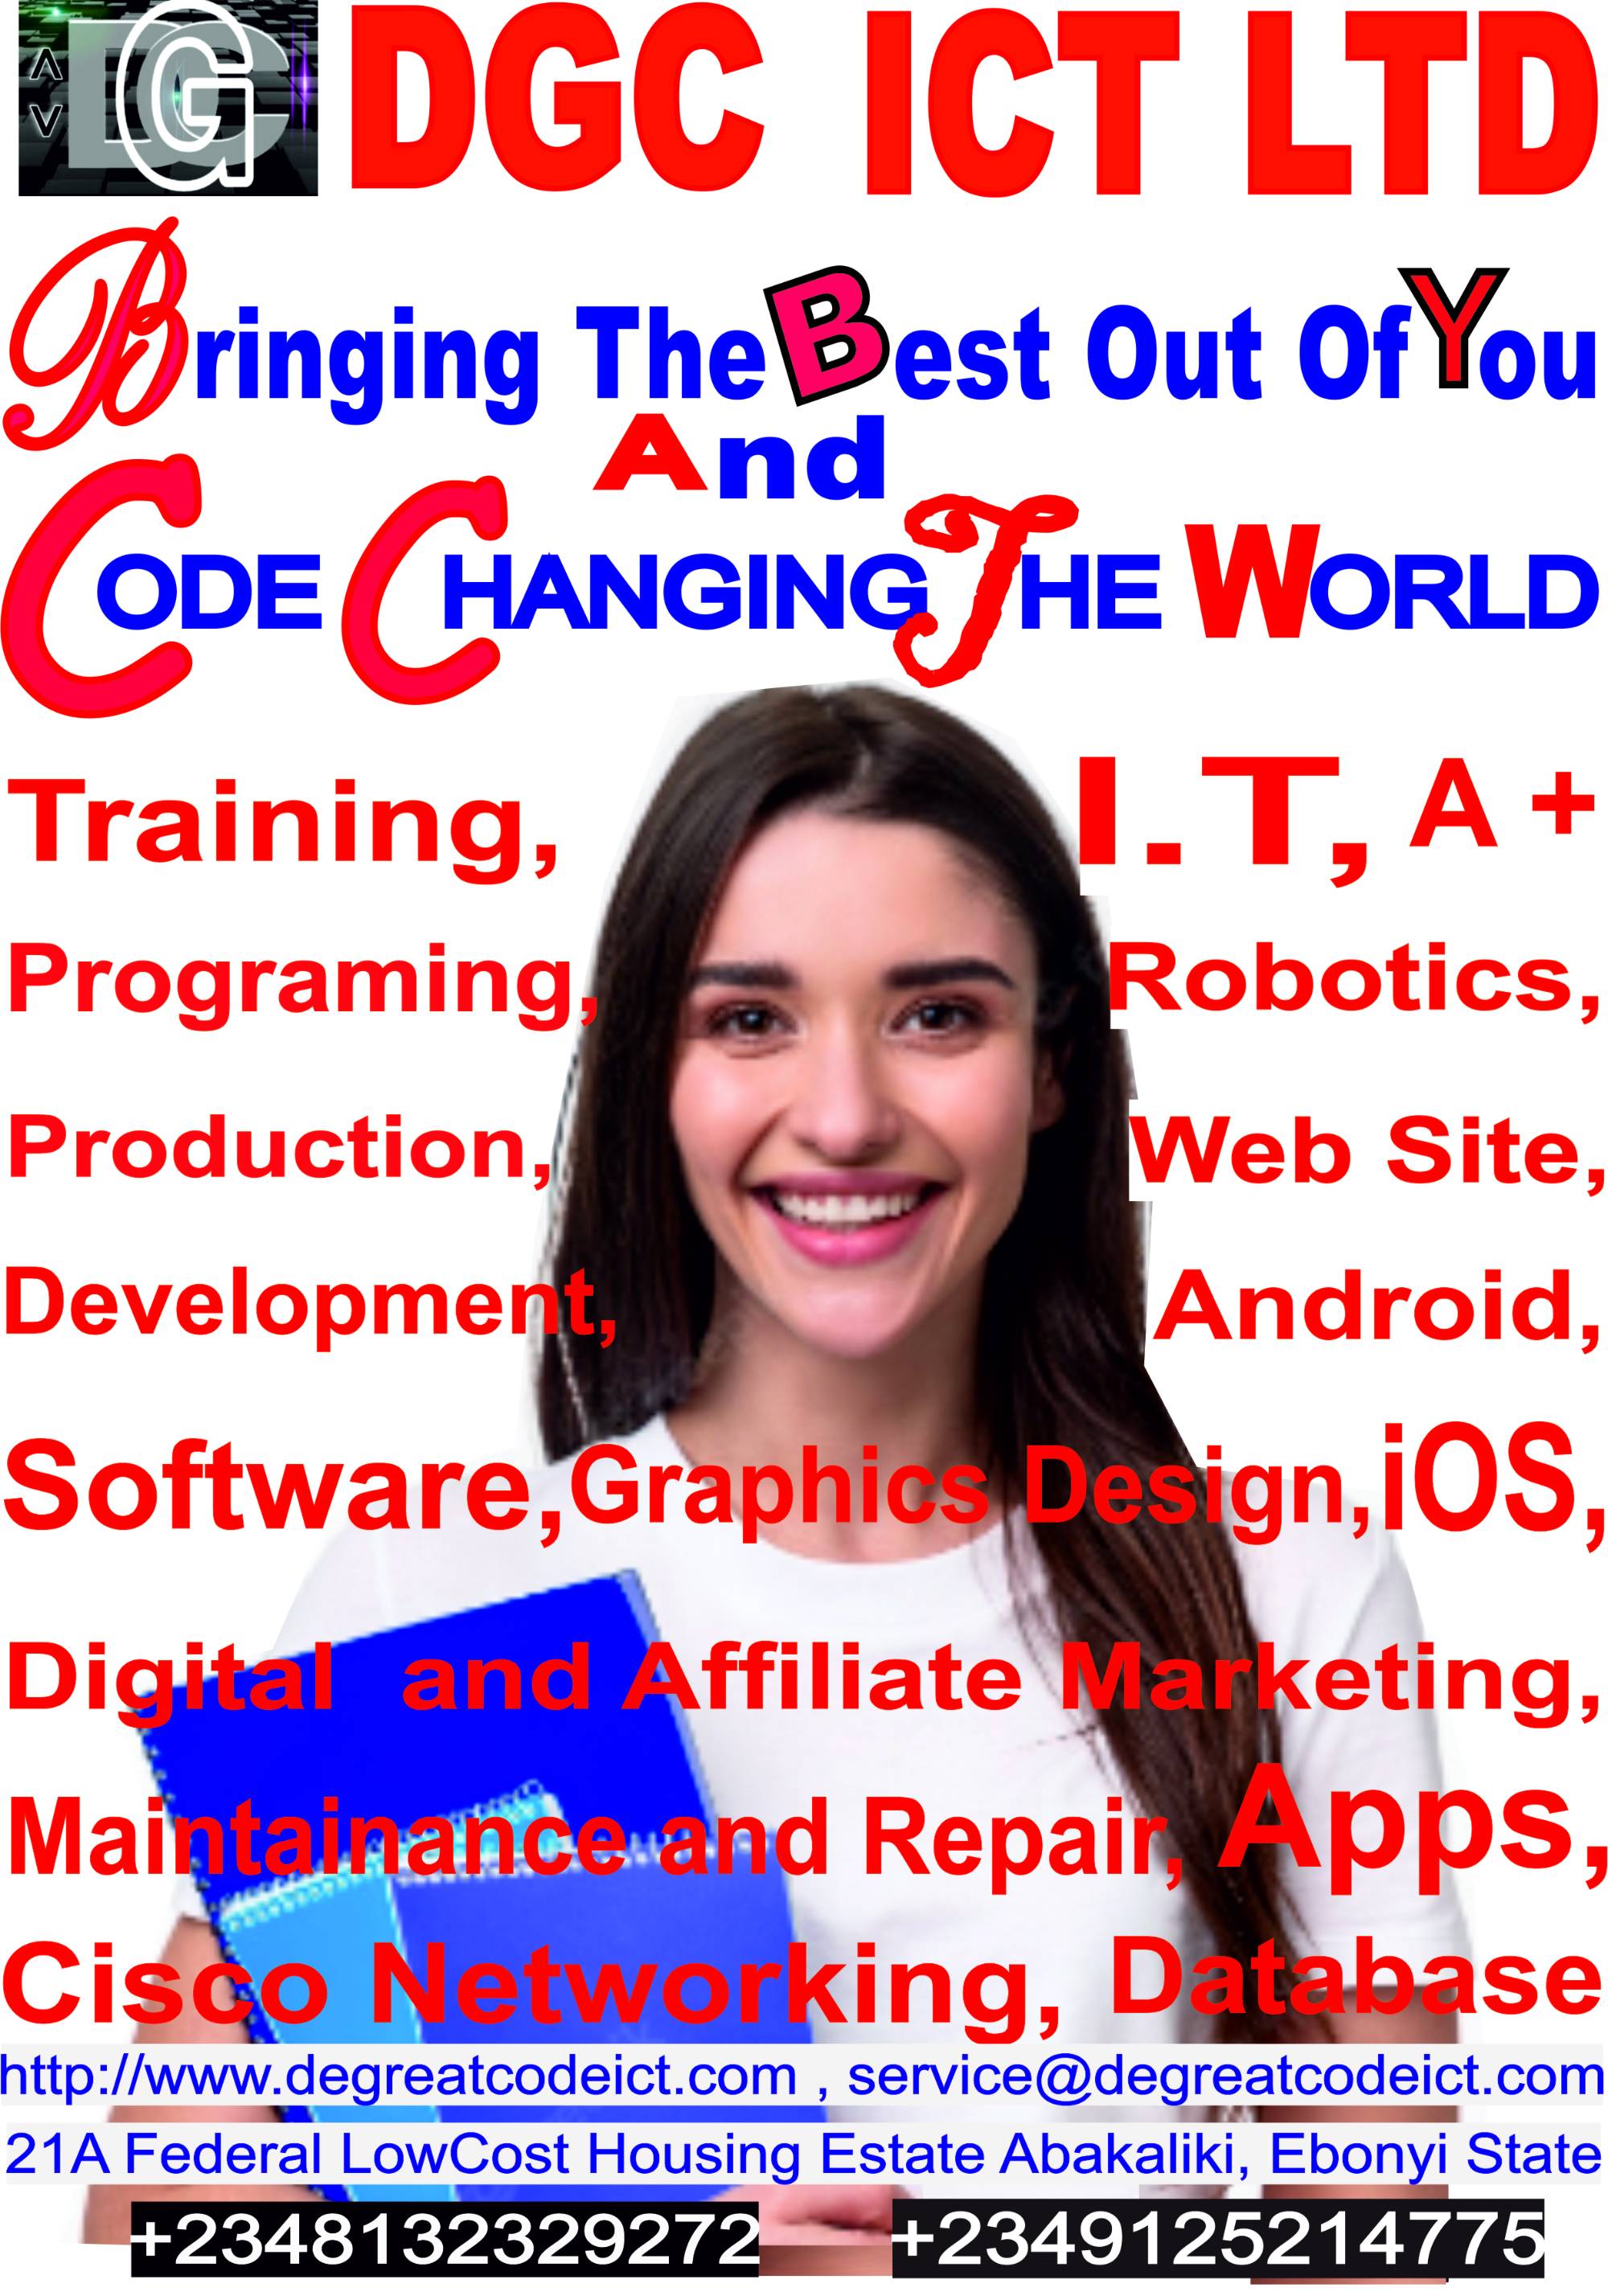 DGC DGC ICT LTD
Bringing The Best Out Of You
And
CODE CHANGING THE WORLD
Training, I.T, A +
Programing, Robotics,
Production, Web Site,
Development, Android,
Software, Graphics Design, iOS,
Digital and Affiliate Marketing,
Maintainance and Repair, Apps,
Cisco Networking, Database
http://www.degreatcodeict.com , service@degreatcodeict.com
21A Federal LowCost Housing Estate Abakaliki, Ebonyi State
+2348132329272 +2349125214775